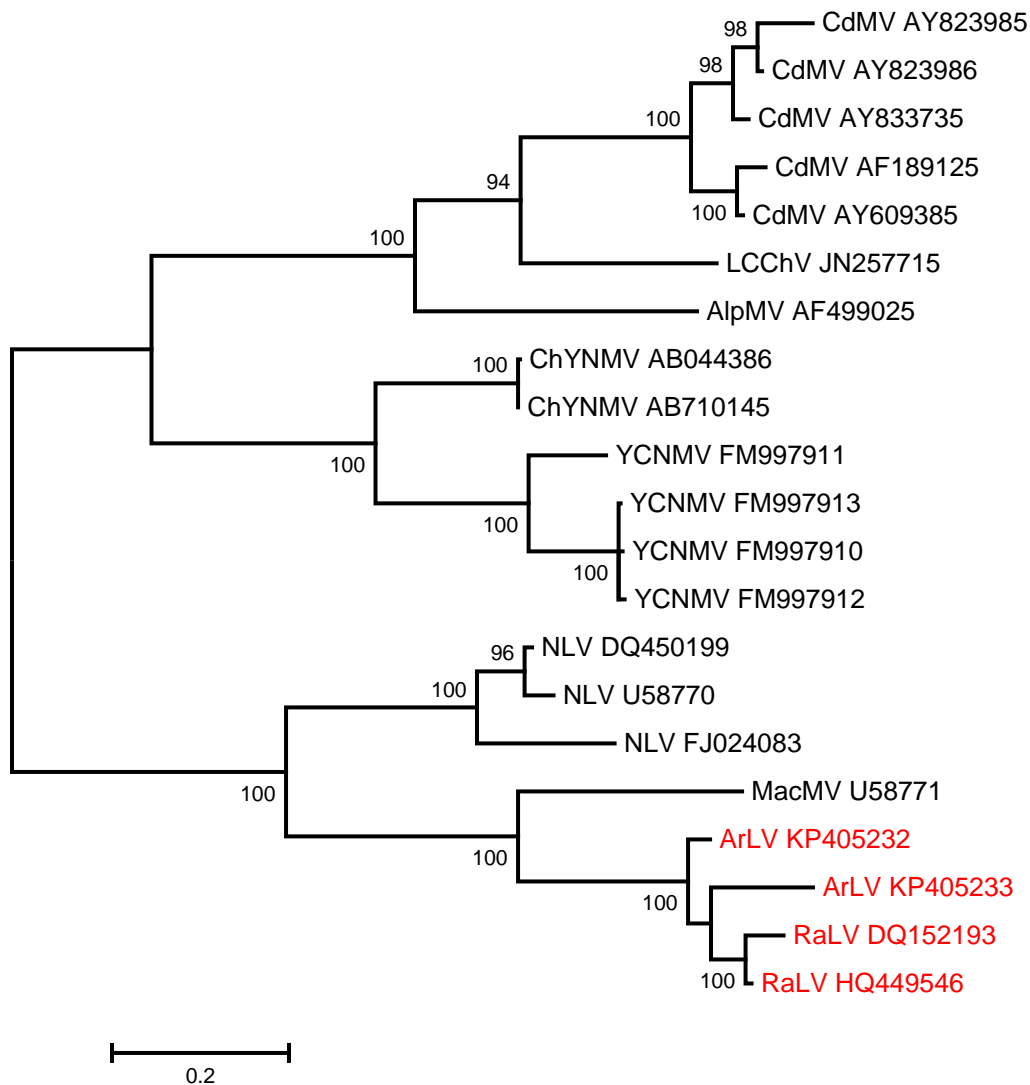 CdMV AY823985
98
CdMV AY823986
98
CdMV AY833735
100
CdMV AF189125
94
100
CdMV AY609385
100
LCChV JN257715
AlpMV AF499025
100
ChYNMV AB044386
ChYNMV AB710145
100
YCNMV FM997911
YCNMV FM997913
100
YCNMV FM997910
100
YCNMV FM997912
96
NLV DQ450199
100
NLV U58770
NLV FJ024083
100
MacMV U58771
ArLV KP405232
100
ArLV KP405233
100
RaLV DQ152193
100
RaLV HQ449546
0.2